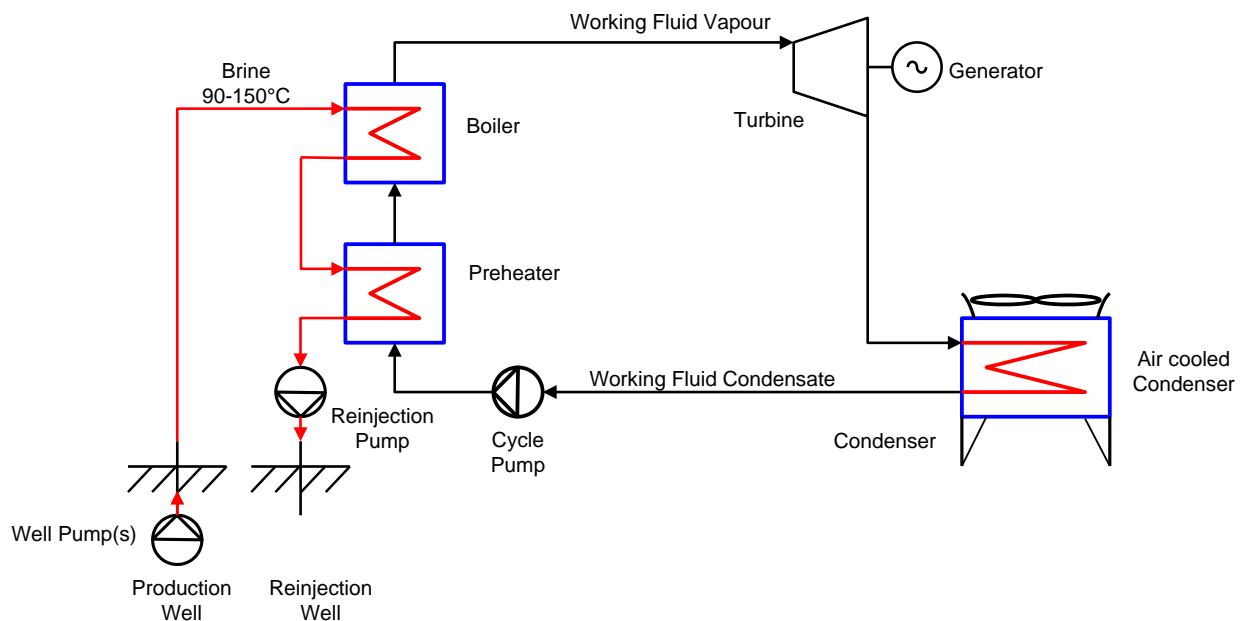 Working Fluid Vapour
Brine
90-150°C
Generator
Boiler
Turbine
Preheater
Air cooled
Condenser
Working Fluid Condensate
Reinjection
Pump
Cycle
Pump
Condenser
Well Pump(s)
Production
Well
Reinjection
Well